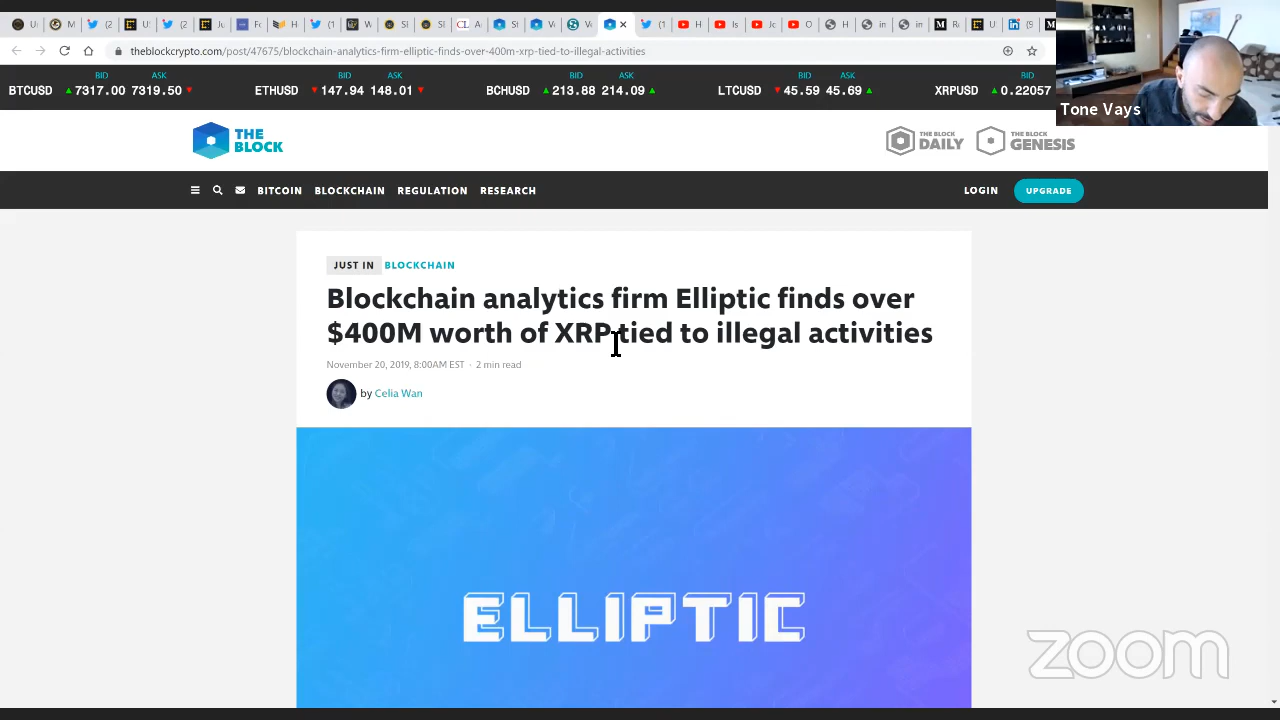 theblockcrypto.com/post/47675/blockchain-analytics-firm-elliptic-finds-over-400m-xrp-tied-to-illegal-activities
Tone Vays
BID ASK BID ASK BID ASK BID ASK BID
BTCUSD 7317.00 7319.50 ETHUSD 147.94 148.01 BCHUSD 213.88 214.09 LTCUSD 45.59 45.69 XRPUSD 0.22057
THE
BLOCK
THE BLOCK
DAILY
THE BLOCK
GENESIS
BITCOIN BLOCKCHAIN REGULATION RESEARCH LOGIN UPGRADE
JUST IN BLOCKCHAIN
Blockchain analytics firm Elliptic finds over
$400M worth of XRP tied to illegal activities
November 20, 2019, 8:00AM EST · 2 min read
by Celia Wan
ELLIPTIC
zoom